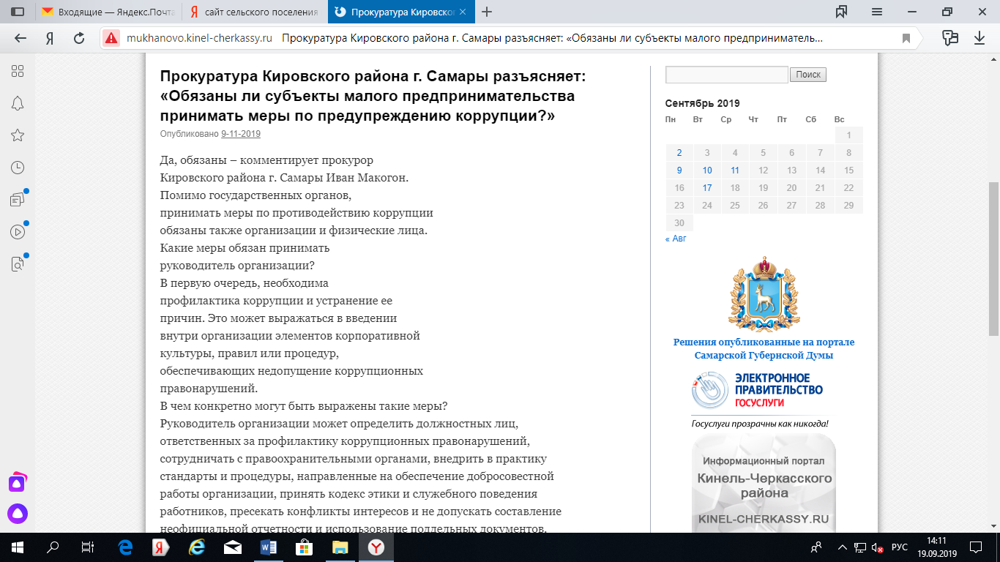 Входящие — Яндекс.Почта
сайт сельского поселения
Прокуратура Кировског
mukhanovo.kinel-cherkassy.ru Прокуратура Кировского района г. Самары разъясняет: «Обязаны ли субъекты малого предприниматель...
Прокуратура Кировского района г. Самары разъясняет:
«Обязаны ли субъекты малого предпринимательства
принимать меры по предупреждению коррупции?»
Опубликовано 9-11-2019
Да, обязаны – комментирует прокурор
Кировского района г. Самары Иван Макогон.
Помимо государственных органов,
принимать меры по противодействию коррупции
обязаны также организации и физические лица.
Какие меры обязан принимать
руководитель организации?
В первую очередь, необходима
профилактика коррупции и устранение ее
причин. Это может выражаться в введении
внутри организации элементов корпоративной
культуры, правил или процедур,
обеспечивающих недопущение коррупционных
правонарушений.
В чем конкретно могут быть выражены такие меры?
Руководитель организации может определить должностных лиц,
ответственных за профилактику коррупционных правонарушений,
сотрудничать с правоохранительными органами, внедрить в практику
стандарты и процедуры, направленные на обеспечение добросовестной
работы организации, принять кодекс этики и служебного поведения
работников, пресекать конфликты интересов и не допускать составление
неофициальной отчетности и использование поддельных документов.
Поиск
Сентябрь 2019
Пн Вт Ср Чт Пт Сб Вс
1
2 3 4 5 6 7 8
9 10 11 12 13 14 15
16 17 18 19 20 21 22
23 24 25 26 27 28 29
30
« Авг
Решения опубликованные на портале
Самарской Губернской Думы
ЭЛЕКТРОННОЕ
ПРАВИТЕЛЬСТВО
ГОСУСЛУГИ
Госуслуги прозрачны как никогда!
Информационный портал
Кинель-Черкасского
района
KINEL-CHERKASSY.RU
РУС
14:11
19.09.2019